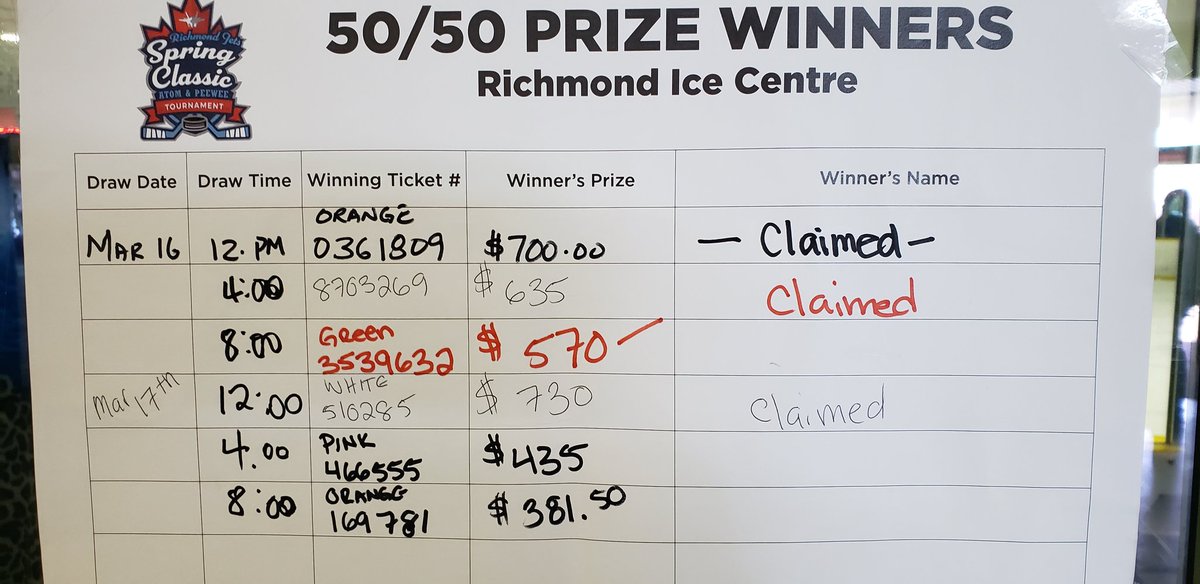 Richmond Jets
Spring
Classic
ATOM & PEEWEE
TOURNAMENT
50/50 PRIZE WINNERS
Richmond Ice Centre
Draw Date Draw Time Winning Ticket # Winner's Prize Winner's Name
ORANGE
MAR 16 12.PM 0361809 $700.00 — Claimed —
4:00 8703269 $635 Claimed
Green
8:00 3539632 $570—
WHITE
Mar 17th 12:00 510285 $730 Claimed
PINK
4.00 466555 $435
ORANGE
8:00 169781 $381.50